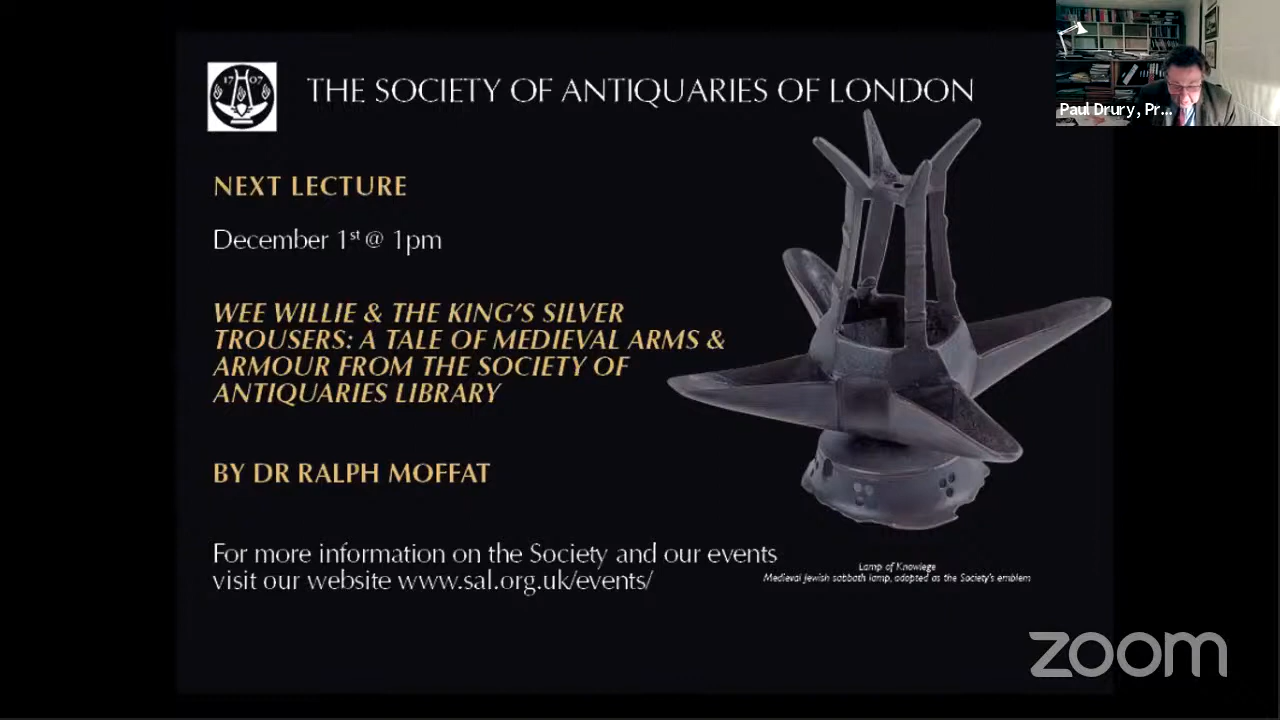 17 07
THE SOCIETY OF ANTIQUARIES OF LONDON
Paul Drury, Pr...
NEXT LECTURE
December 1st @ 1pm
WEE WILLIE & THE KING'S SILVER
TROUSERS: A TALE OF MEDIEVAL ARMS &
ARMOUR FROM THE SOCIETY OF
ANTIQUARIES LIBRARY
BY DR RALPH MOFFAT
For more information on the Society and our events
visit our website www.sal.org.uk/events/
Lamp of Knowlege
Medieval Jewish sabbath lamp, adopted as the Society's emblem
zoom